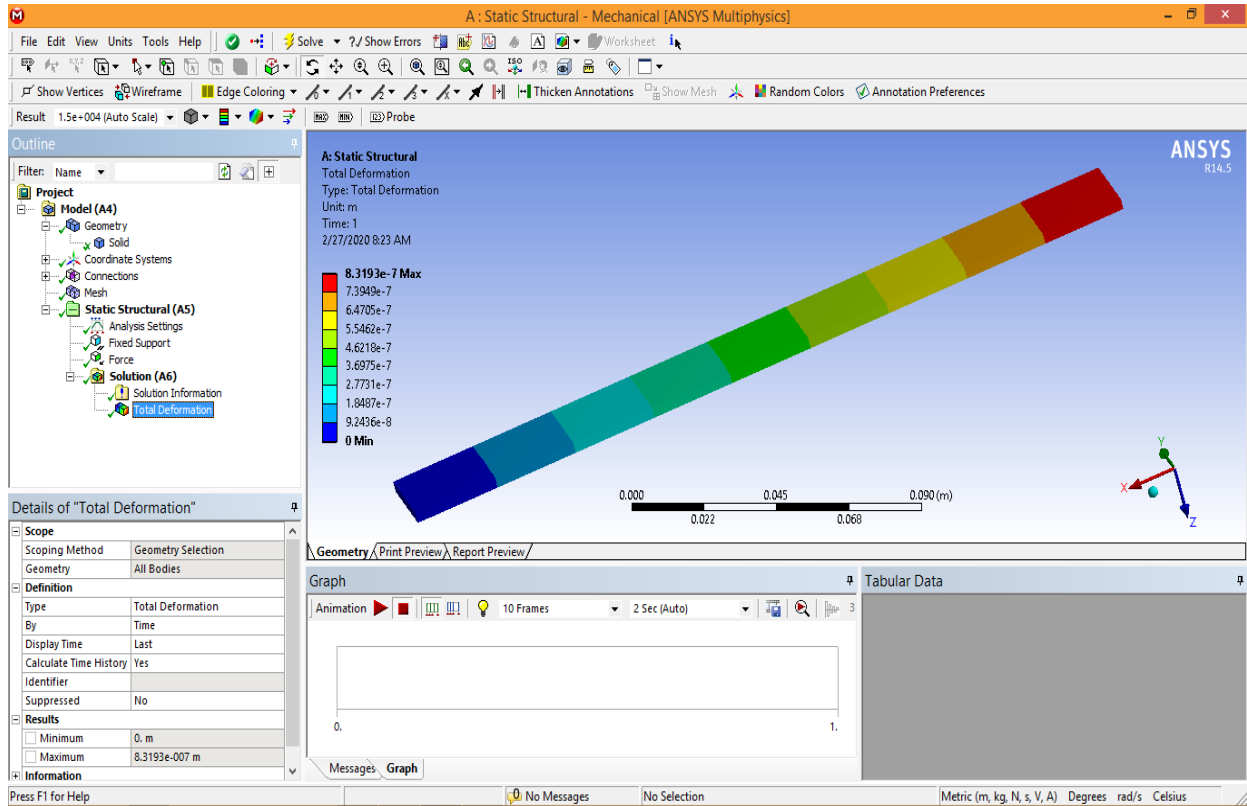 A : Static Structural - Mechanical [ANSYS Multiphysics]
File Edit View Units Tools Help Solve ?/ Show Errors Worksheet
Show Vertices Wireframe Edge Coloring Thicken Annotations Show Mesh Random Colors Annotation Preferences
Result 1.5e+004 (Auto Scale) MAX MIN Probe
Outline
Filter: Name
Project
Model (A4)
Geometry
Solid
Coordinate Systems
Connections
Mesh
Static Structural (A5)
Analysis Settings
Fixed Support
Force
Solution (A6)
Solution Information
Total Deformation
A: Static Structural
Total Deformation
Type: Total Deformation
Unit: m
Time: 1
2/27/2020 8:23 AM
8.3193e-7 Max
7.3949e-7
6.4705e-7
5.5462e-7
4.6218e-7
3.6975e-7
2.7731e-7
1.8487e-7
9.2436e-8
0 Min
ANSYS
R14.5
Y
X
Z
0.000 0.045 0.090 (m)
0.022 0.068
Geometry Print Preview Report Preview
Details of "Total Deformation"
Scope
Scoping Method Geometry Selection
Geometry All Bodies
Definition
Type Total Deformation
By Time
Display Time Last
Calculate Time History Yes
Identifier
Suppressed No
Results
Minimum 0. m
Maximum 8.3193e-007 m
Information
Graph
Animation 10 Frames 2 Sec (Auto) 3
0. 1.
Messages Graph
Tabular Data
Press F1 for Help 0 No Messages No Selection Metric (m, kg, N, s, V, A) Degrees rad/s Celsius